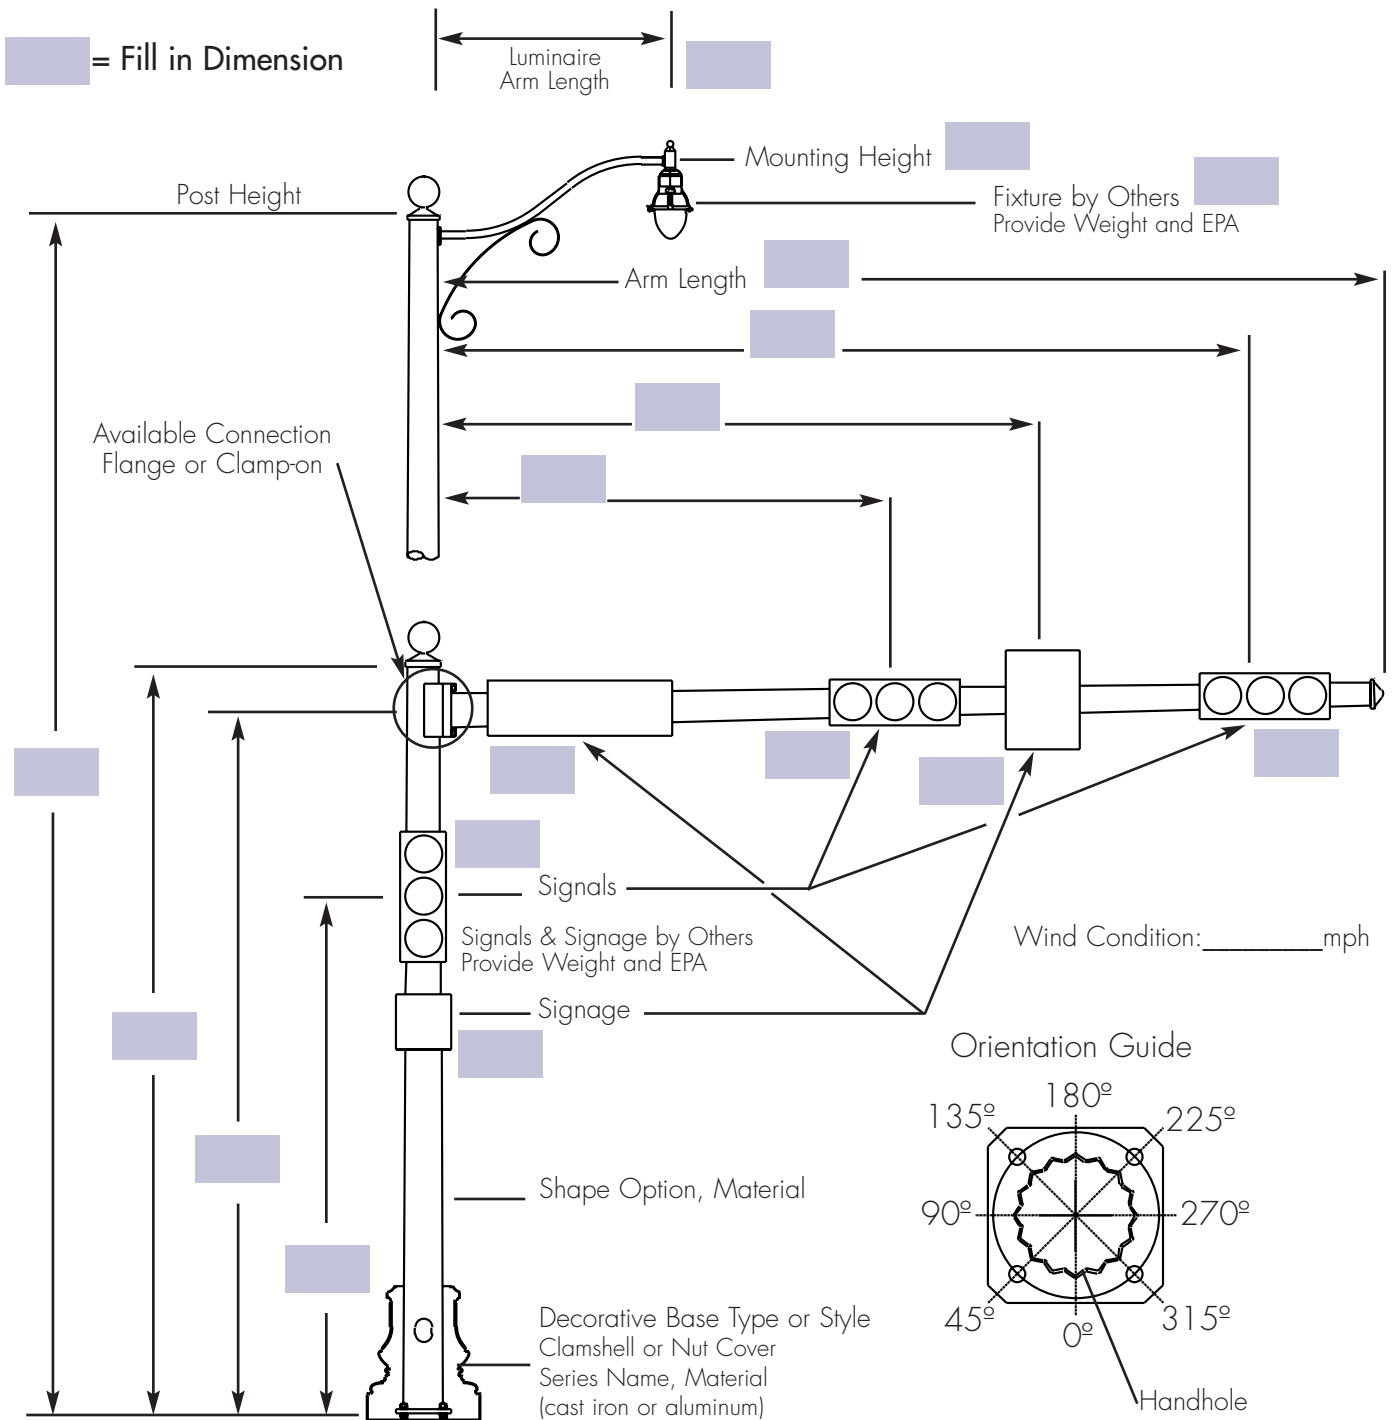 = Fill in Dimension
Luminaire
Arm Length
Mounting Height
Post Height
Fixture by Others
Provide Weight and EPA
Arm Length
Available Connection
Flange or Clamp-on
Signals
Signals & Signage by Others
Provide Weight and EPA
Wind Condition:__________mph
Signage
Orientation Guide
180º
135º
225º
90º
270º
45º
315º
0º
Shape Option, Material
Decorative Base Type or Style
Clamshell or Nut Cover
Series Name, Material
(cast iron or aluminum)
Handhole